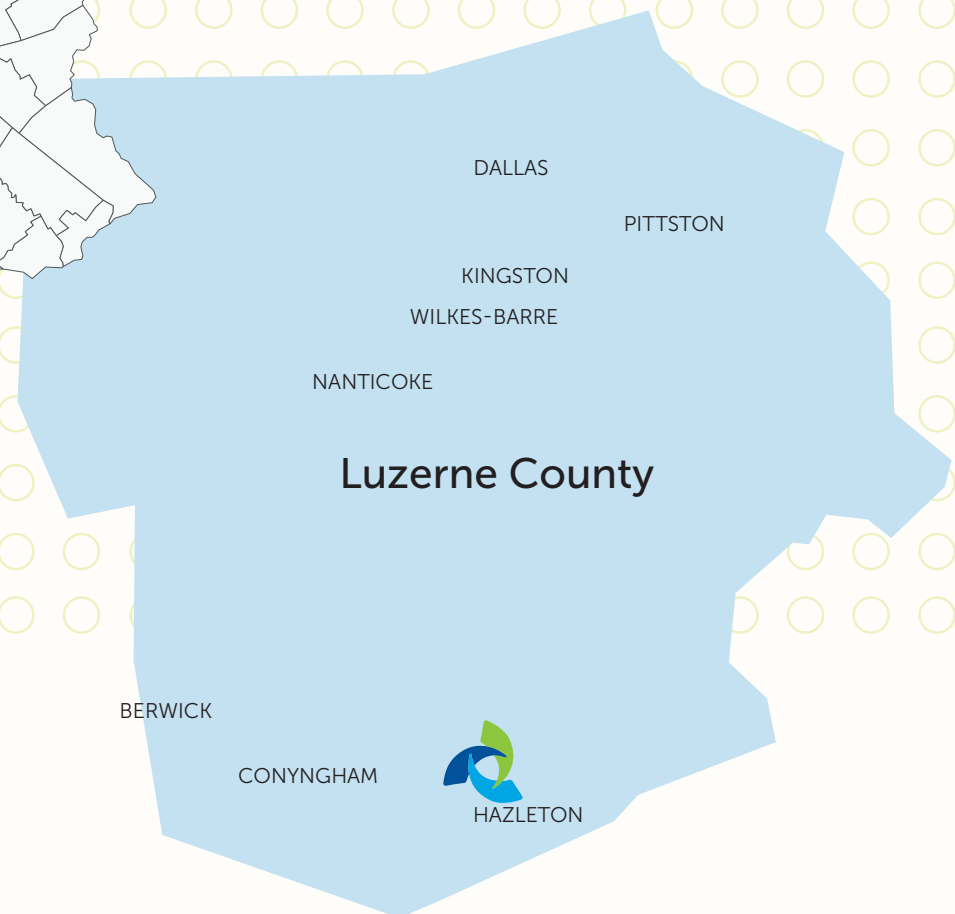 DALLAS
PITTSTON
KINGSTON
WILKES-BARRE
NANTICOKE
Luzerne County
BERWICK
CONYNGHAM
HAZLETON